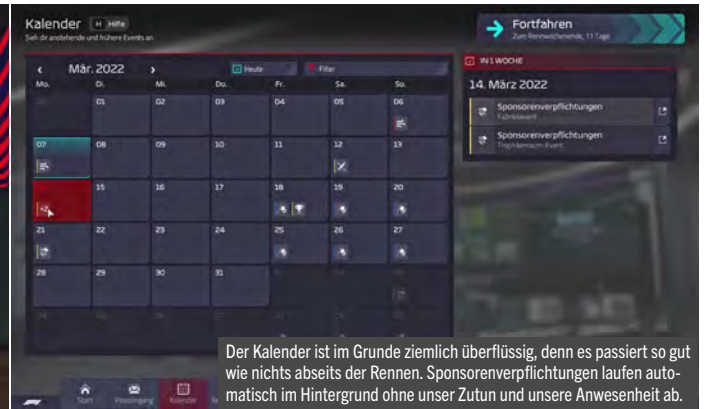 Kalender H Hilfe
Sieh dir anstehende und frühere Events an.
Fortfahren
Zum Rennwochenende, 11 Tage
< Mär. 2022 >
Heute
Filter
Mo. Di. Mi. Do. Fr. Sa. So.
01 02 03 04 05 06
07 08 09 10 11 12 13
+2 15 16 17 18 19 20
21 22 23 24 25 26 27
28 29 30 31
IN 1 WOCHE
14. März 2022
Sponsorenverpflichtungen
Fabrikevent
Sponsorenverpflichtungen
Trophäenraum-Event
Start Posteingang Kalender
Der Kalender ist im Grunde ziemlich überflüssig, denn es passiert so gut
wie nichts abseits der Rennen. Sponsorenverpflichtungen laufen auto-
matisch im Hintergrund ohne unser Zutun und unsere Anwesenheit ab.